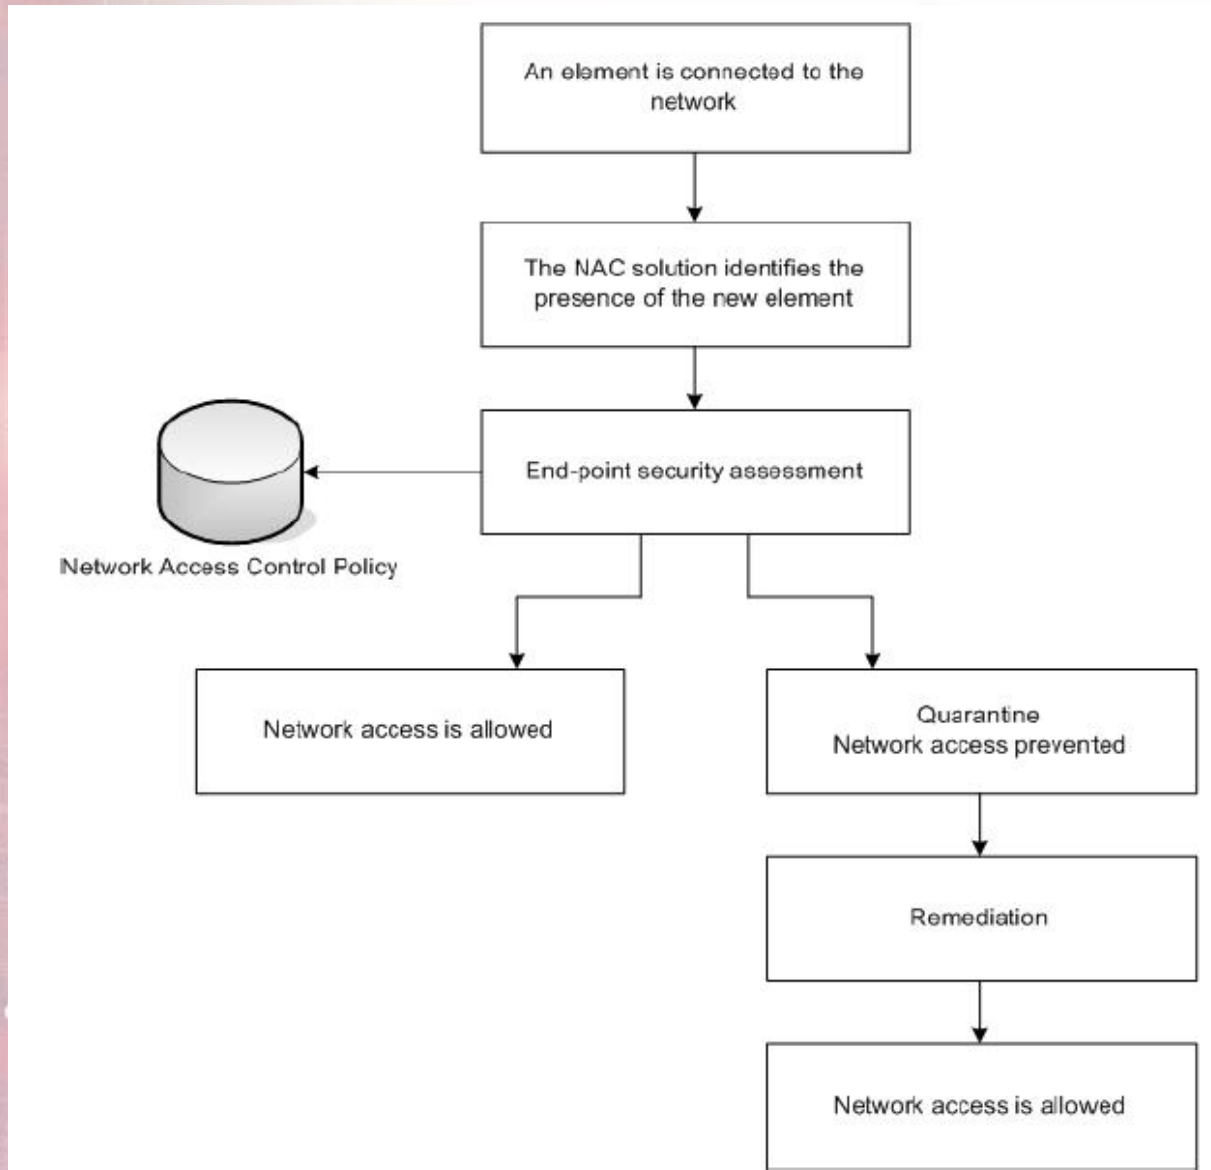 An element is connected to the
network
The NAC solution identifies the
presence of the new element
End-point security assessment
Network Access Control Policy
Network access is allowed
Quarantine
Network access prevented
Remediation
Network access is allowed